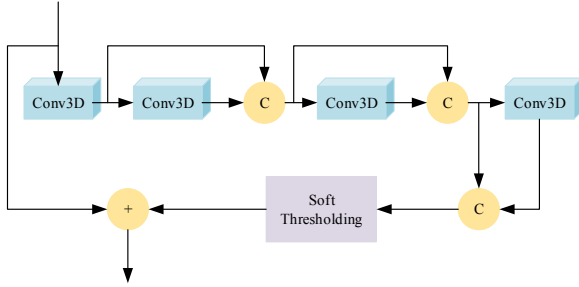 Conv3D
Conv3D
C
Conv3D
C
Conv3D
+
Soft
Thresholding
C